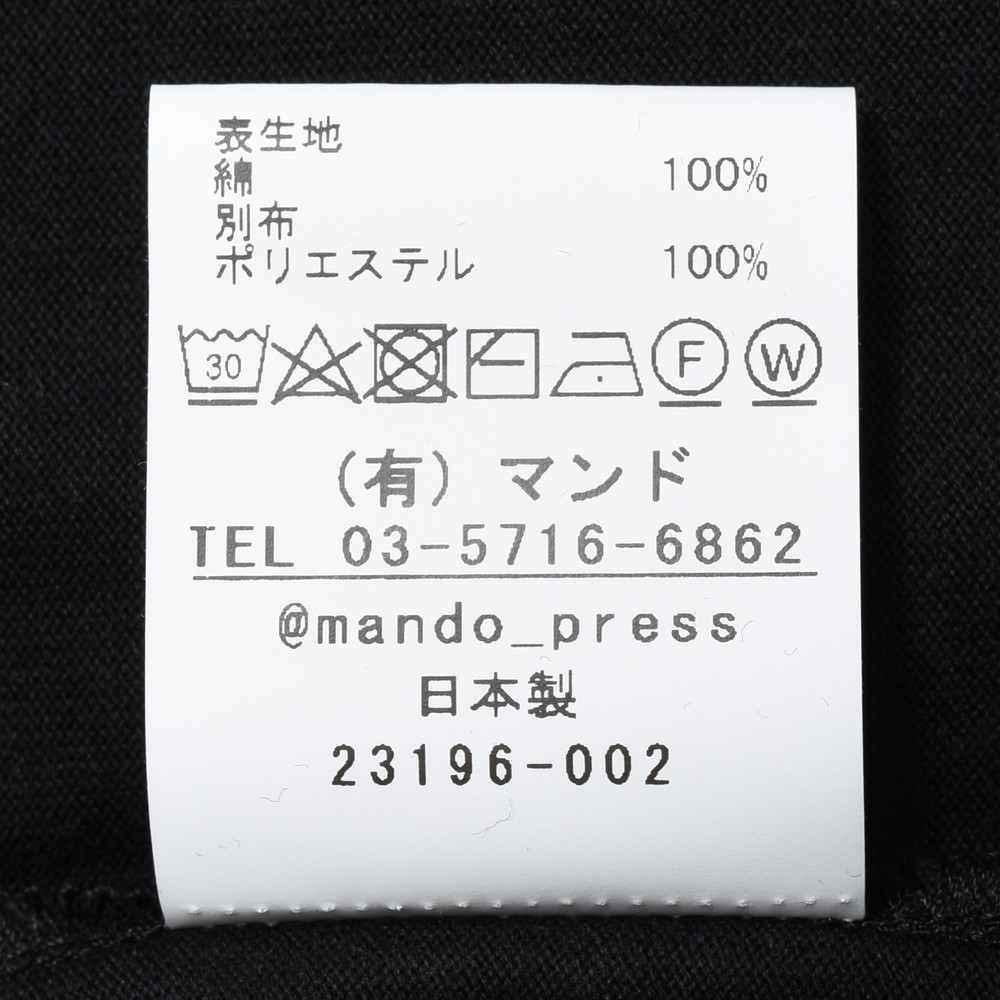 表生地
綿 100%
別布
ポリエステル 100%
30 F W
(有) マンド
TEL 03-5716-6862
@mando_press
日本製
23196-002